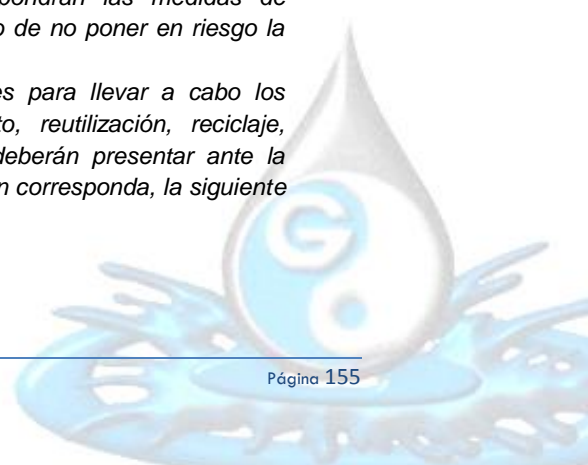 pondrán las medidas de
o de no poner en riesgo la
es para llevar a cabo los
to, reutilización, reciclaje,
deberán presentar ante la
n corresponda, la siguiente
G
Página 155